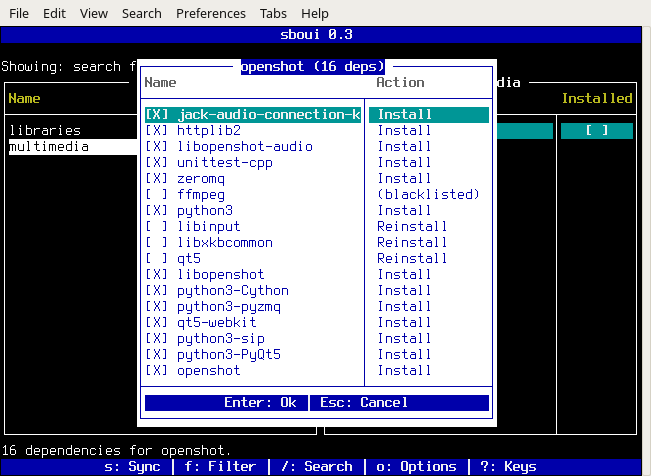 File Edit View Search Preferences Tabs Help
sboui 0.3
Showing: search f
openshot (16 deps)
dia
Name
Name Action
Installed
[X] jack-audio-connection-k Install
libraries
[X] httplib2 Install
[ ]
multimedia
[X] libopenshot-audio Install
[X] unittest-cpp Install
[X] zeromq Install
[ ] ffmpeg (blacklisted)
[X] python3 Install
[ ] libinput Reinstall
[ ] libxkbcommon Reinstall
[ ] qt5 Reinstall
[X] libopenshot Install
[X] python3-Cython Install
[X] python3-pyzmq Install
[X] qt5-webkit Install
[X] python3-sip Install
[X] python3-PyQt5 Install
[X] openshot Install
Enter: Ok | Esc: Cancel
16 dependencies for openshot.
s: Sync | f: Filter | /: Search | o: Options | ?: Keys